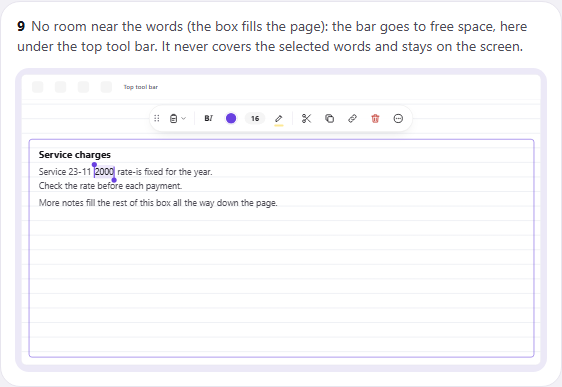 9 No room near the words (the box fills the page): the bar goes to free space, here
under the top tool bar. It never covers the selected words and stays on the screen.
Top tool bar
BI 16
Service charges
Service 23-11 2000 rate-is fixed for the year.
Check the rate before each payment.
More notes fill the rest of this box all the way down the page.